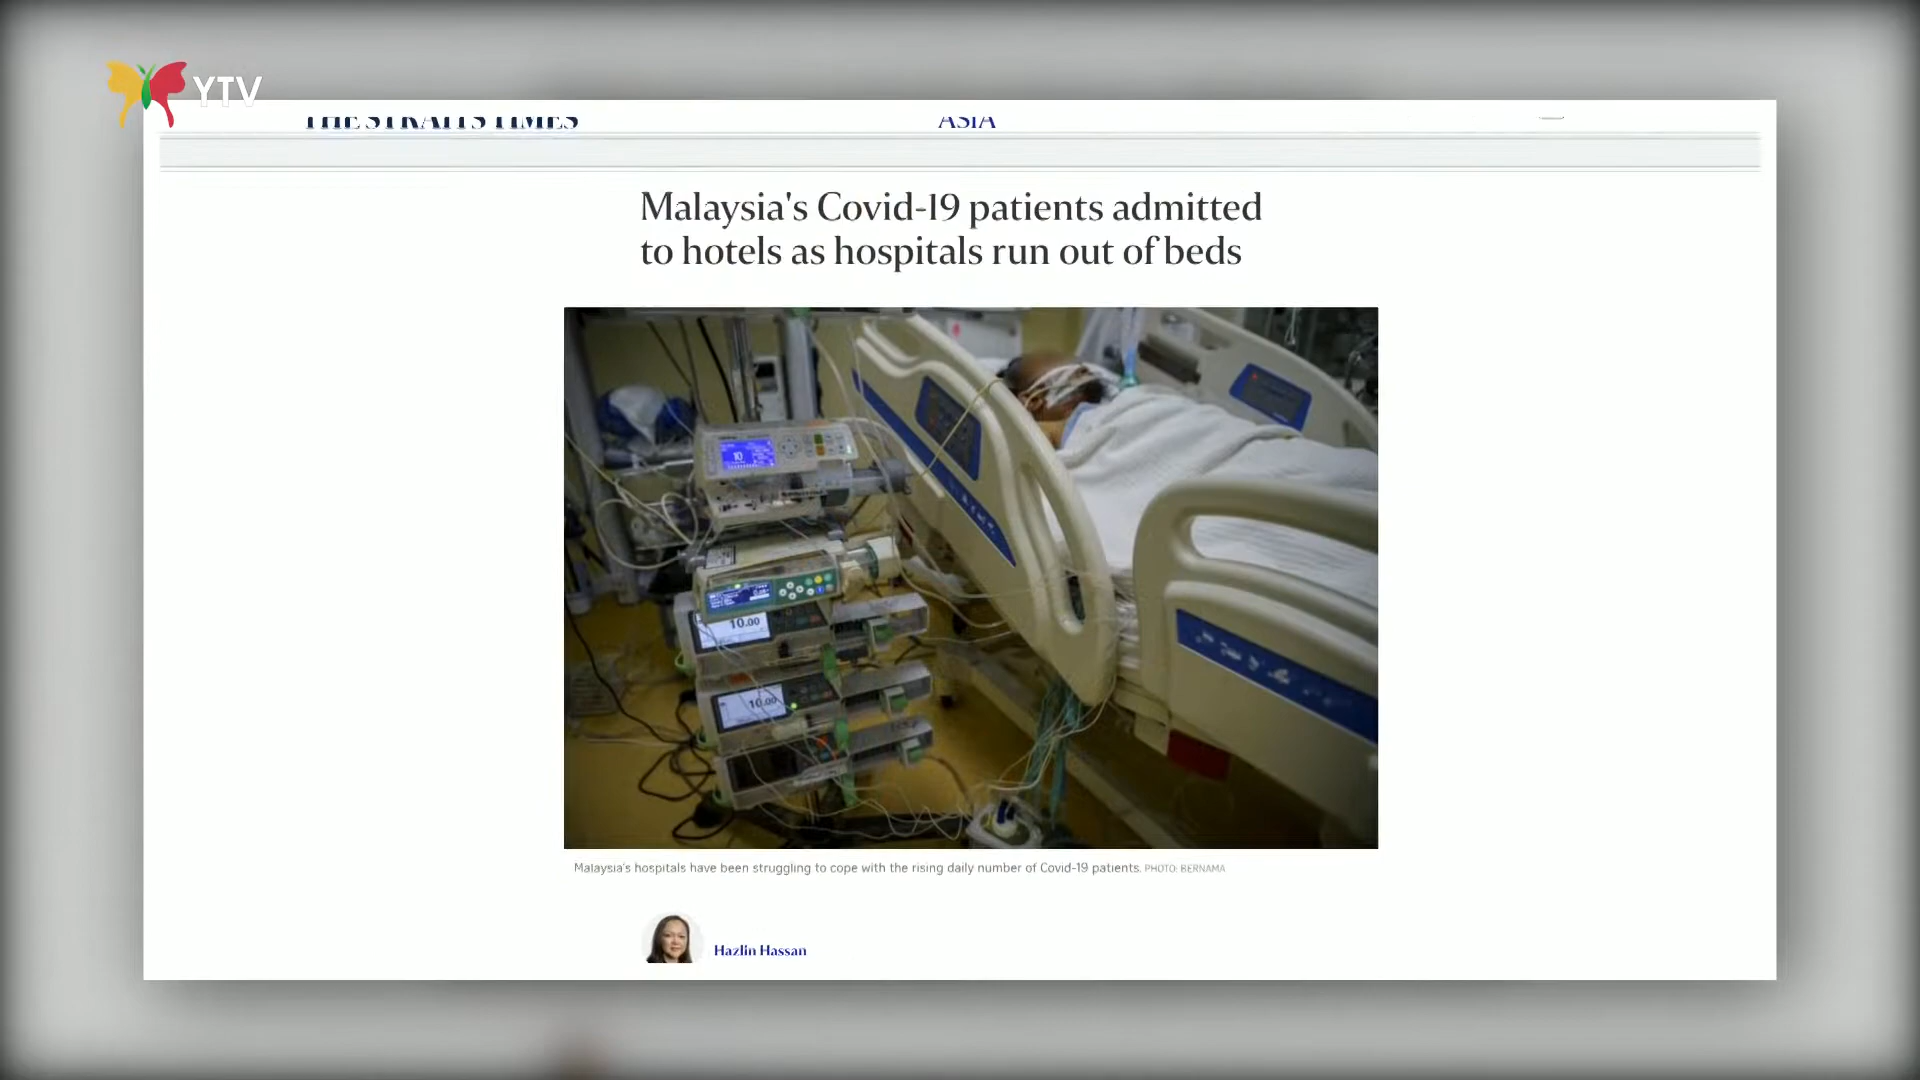 YTV
THE STRAITS TIMES
ASIA
Malaysia's Covid-19 patients admitted
to hotels as hospitals run out of beds
10
10.00
10.00
Malaysia's hospitals have been struggling to cope with the rising daily number of Covid-19 patients. PHOTO: BERNAMA
Hazlin Hassan